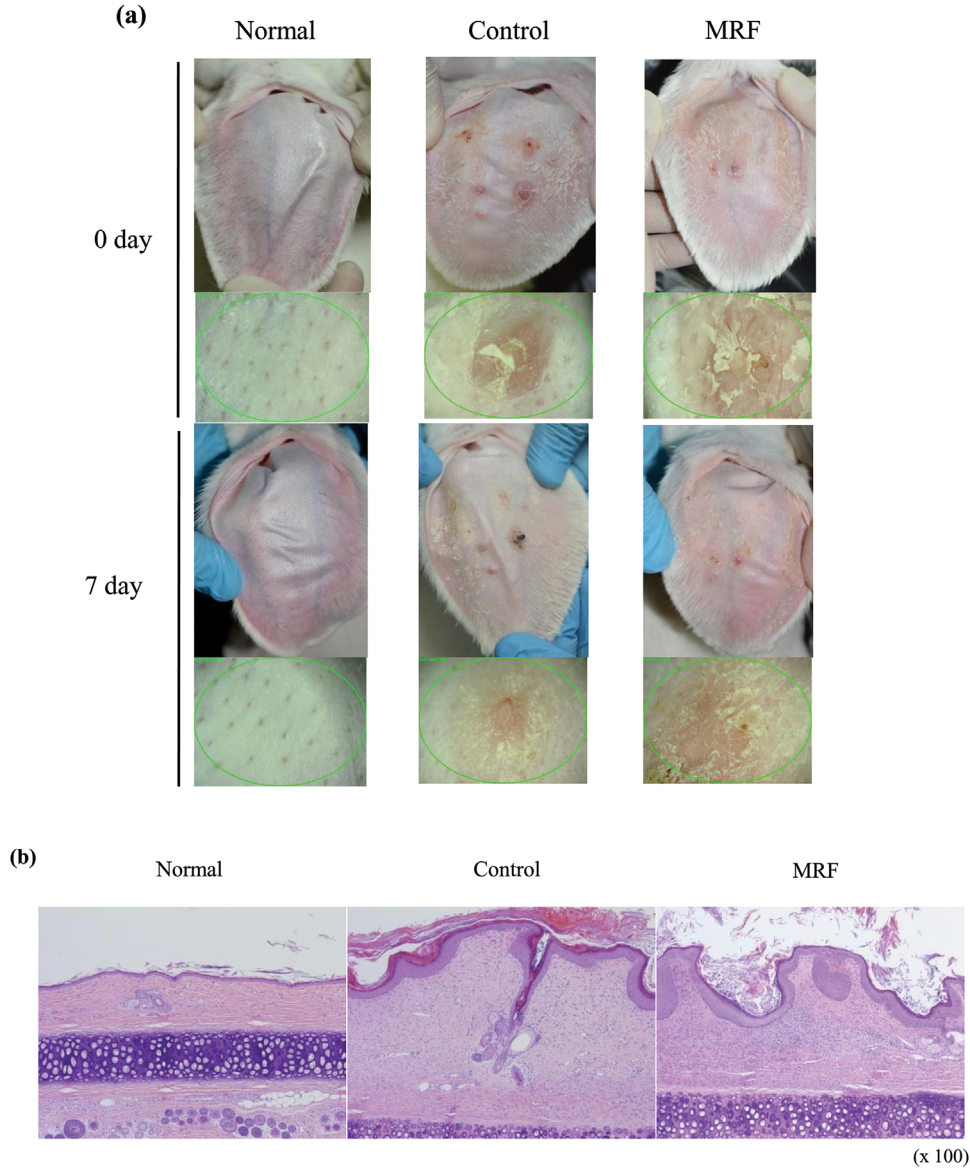 (a)
Normal Control MRF
0 day
7 day
(b)
Normal Control MRF
(x 100)